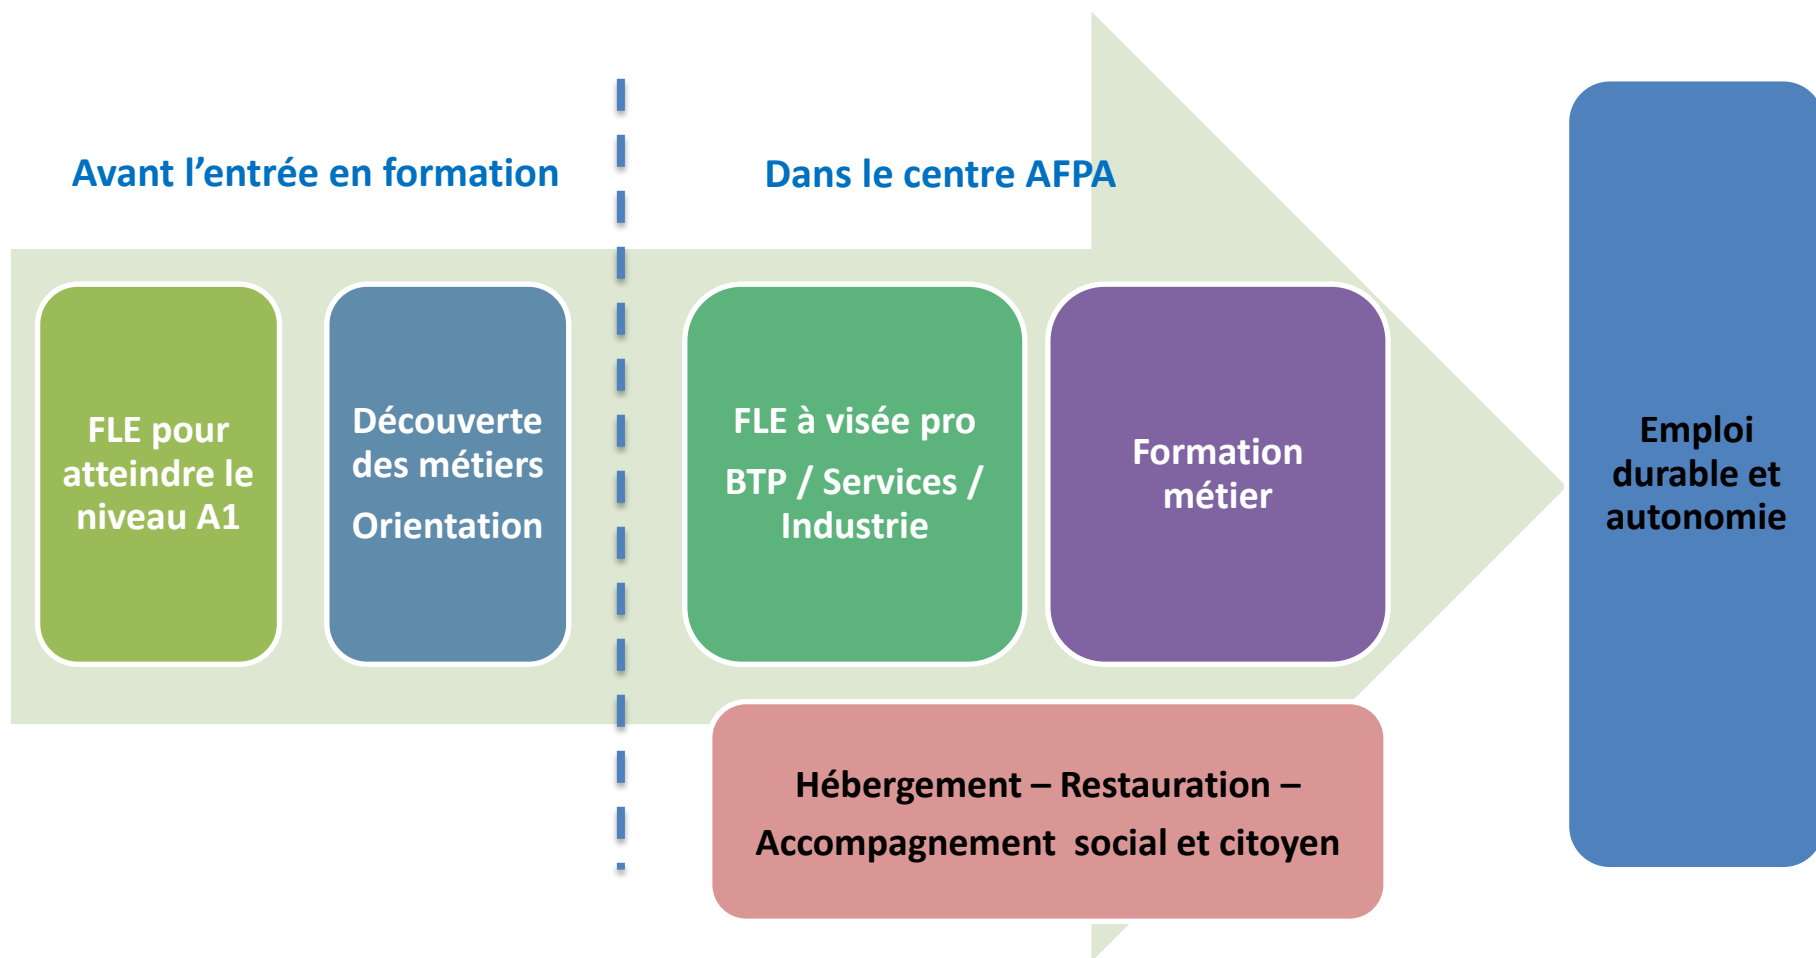 Avant l’entrée en formation
Dans le centre AFPA
FLE pour
atteindre le
niveau A1
Découverte
des métiers
Orientation
FLE à visée pro
BTP / Services /
Industrie
Formation
métier
Emploi
durable et
autonomie
Hébergement – Restauration –
Accompagnement  social et citoyen